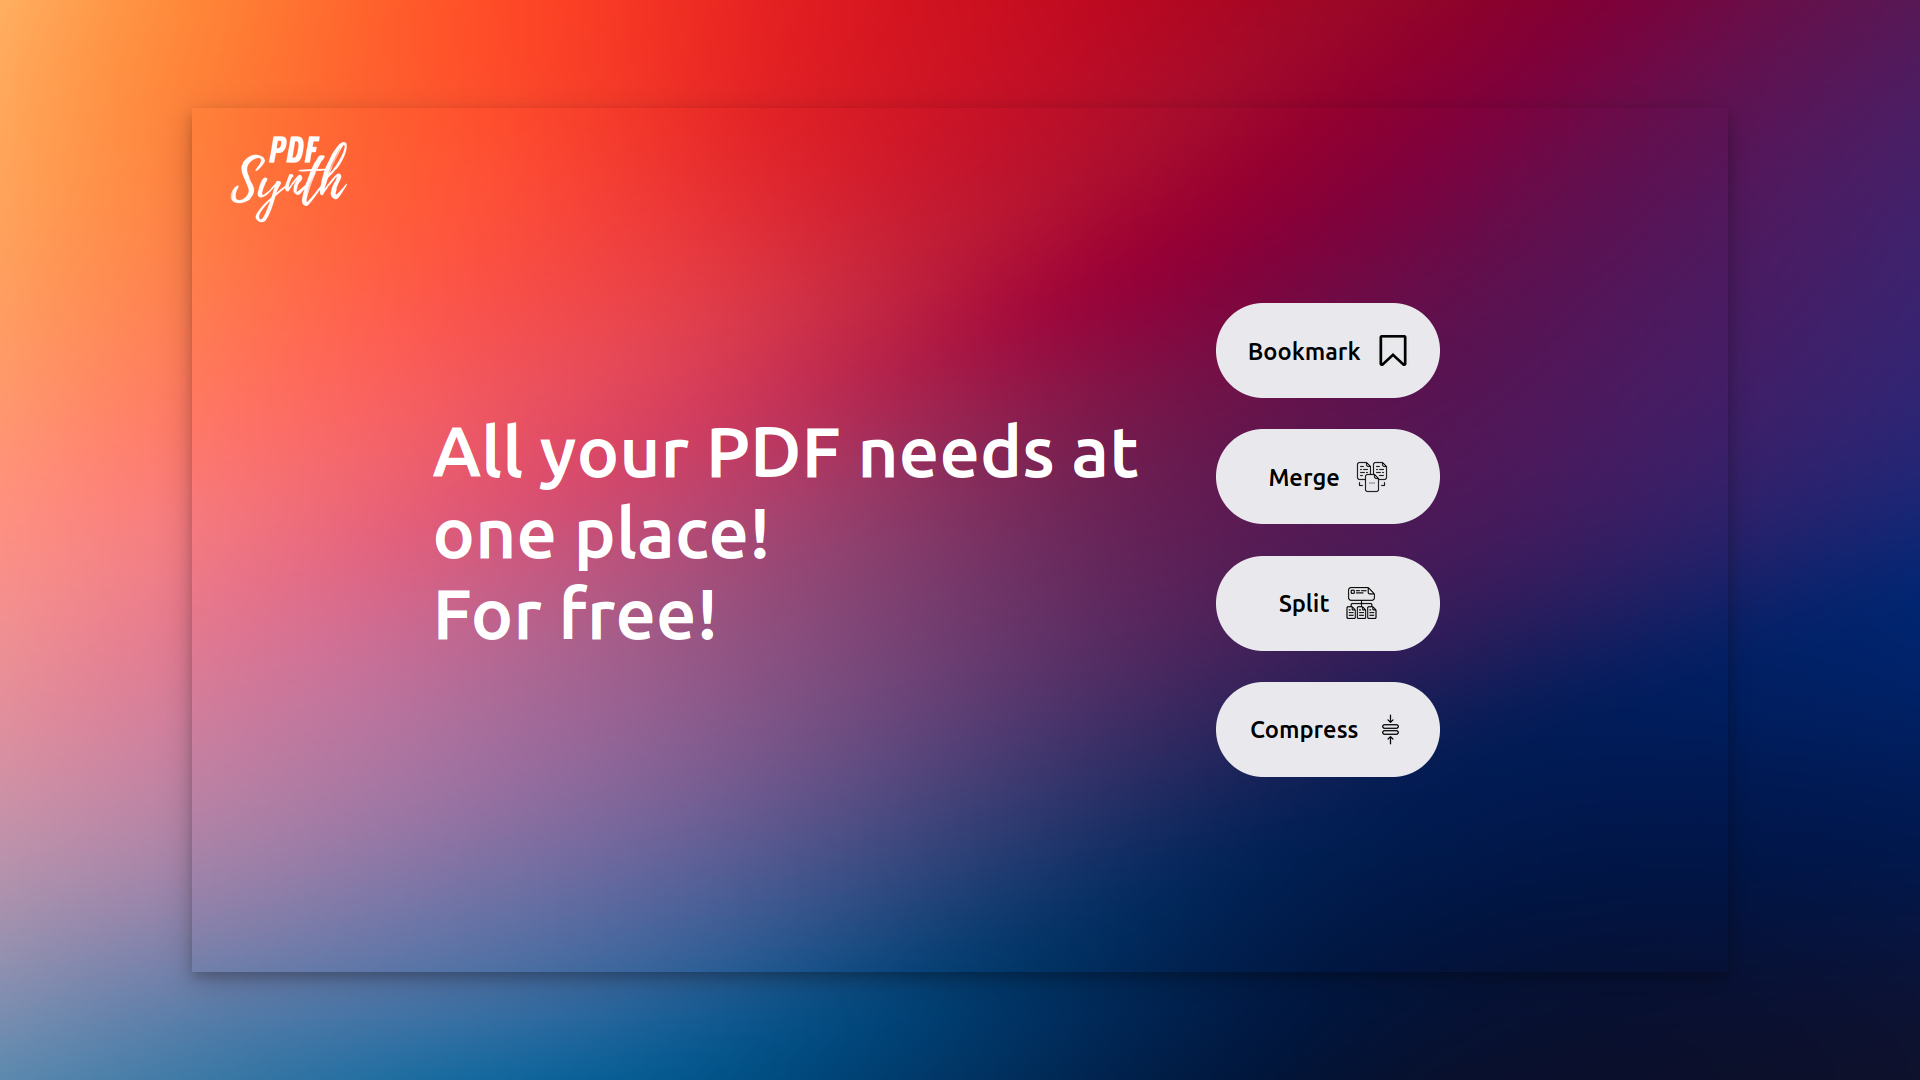 PDF
Synth
All your PDF needs at
one place!
For free!
Bookmark
Merge
Split
Compress